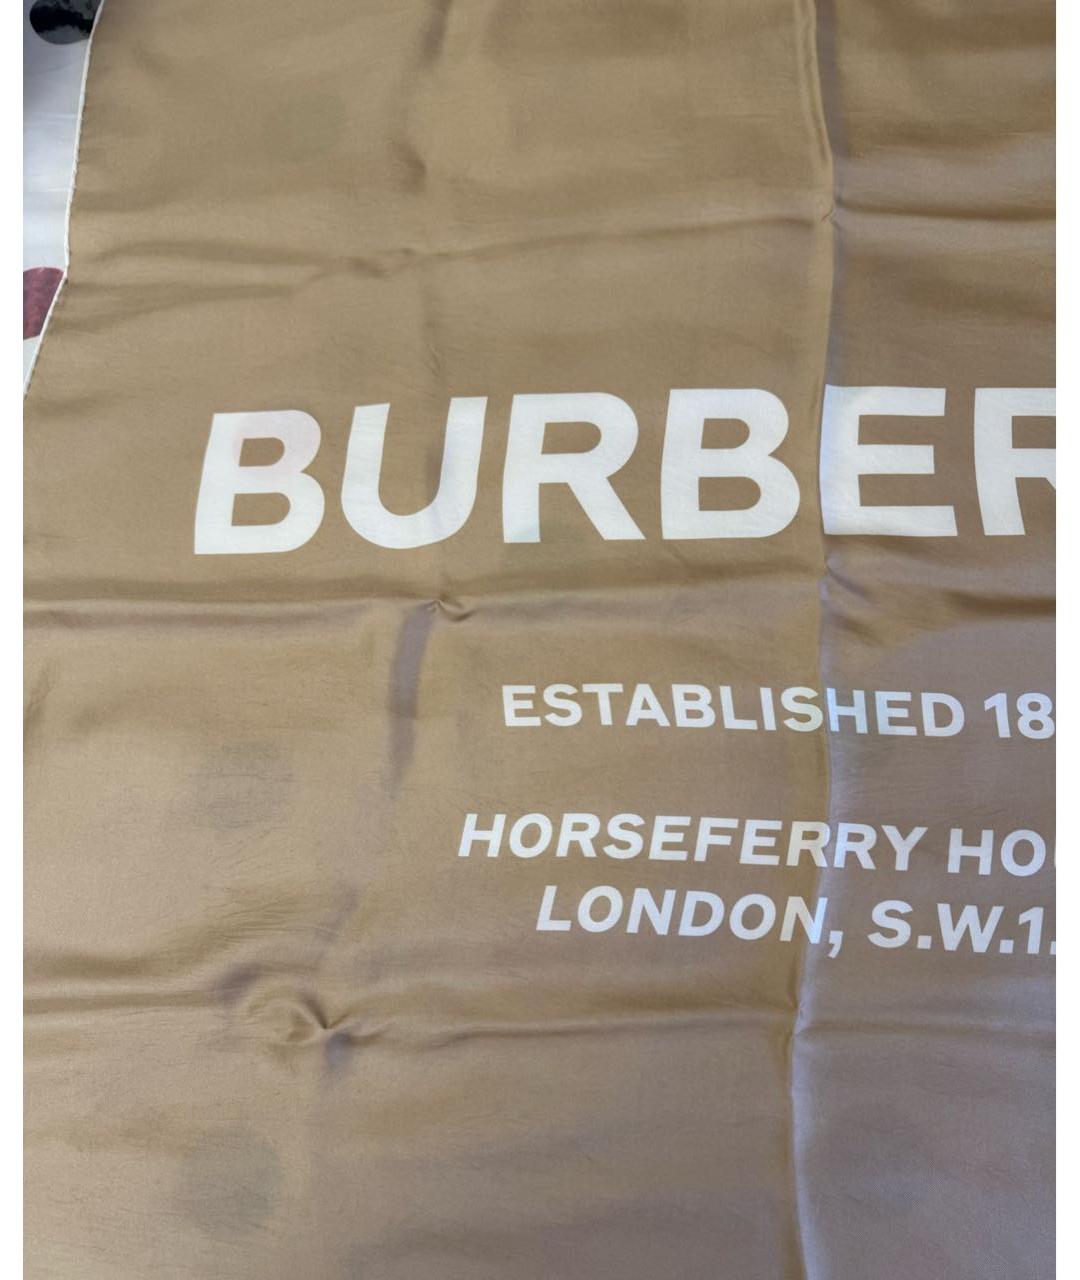 BURBER
ESTABLISHED 18
HORSEFERRY HO
LONDON, S.W.1.